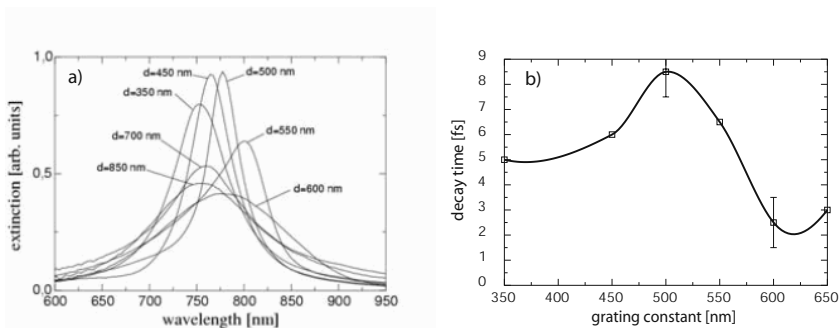 a)
1,0
0,5
0,0
extinction [arb. units]
d=450 nm
d=500 nm
d=350 nm
d=550 nm
d=700 nm
d=850 nm
d=600 nm
600 650 700 750 800 850 900 950
wavelength [nm]
b)
9
8
7
6
5
4
3
2
1
0
decay time [fs]
350 400 450 500 550 600 650
grating constant [nm]